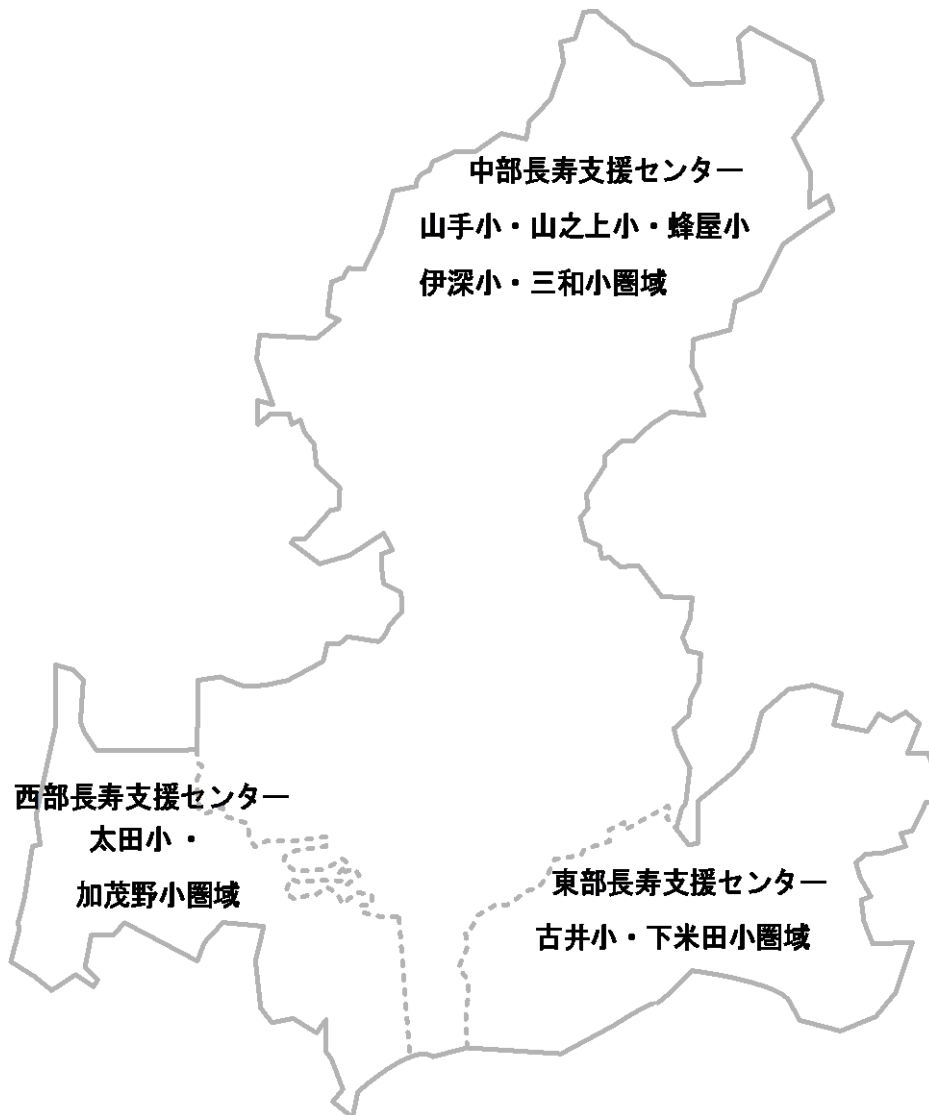 中部長寿支援センター
山手小・山之上小・蜂屋小
伊深小・三和小圏域
西部長寿支援センター
太田小・
加茂野小圏域
東部長寿支援センター
古井小・下米田小圏域